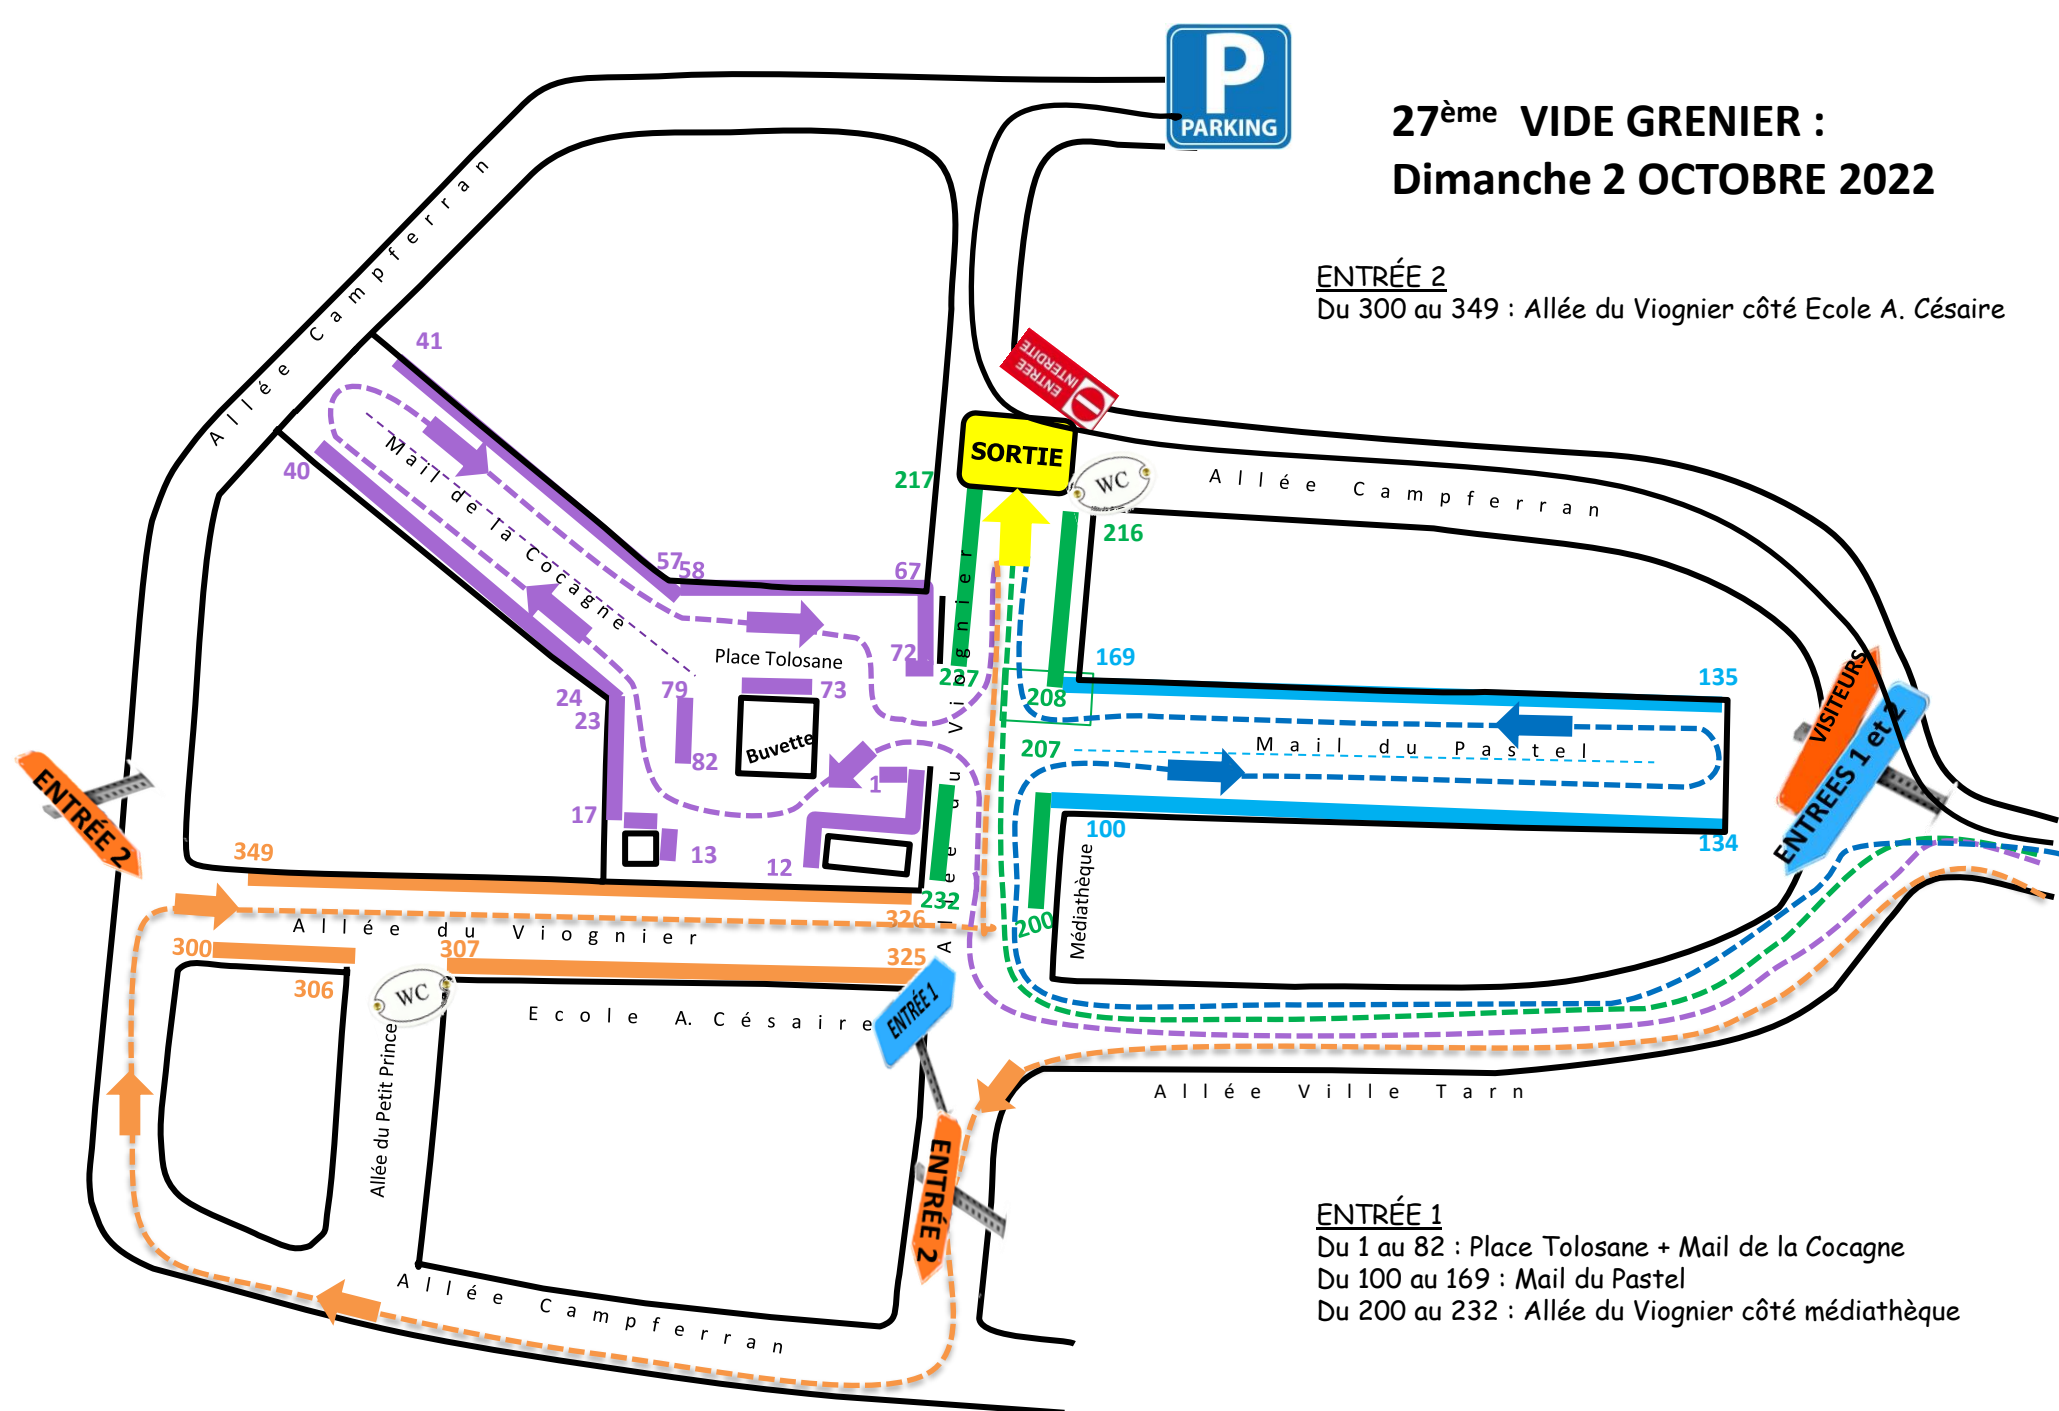 P
PARKING
27ème VIDE GRENIER :
Dimanche 2 OCTOBRE 2022
ENTRÉE 2
Du 300 au 349 : Allée du Viognier côté Ecole A. Césaire
Allée Campferran
41
40
Mail de la Cocagne
57
58
67
217
SORTIE
ENTREE
INTERDITE
WC
216
Allée Campferran
Place Tolosane
72
73
79
82
24
23
17
13
12
1
Buvette
227
208
207
169
135
Mail du Pastel
100
134
VISITEURS
ENTREES 1 et 2
Allée du Viognier
232
200
Médiathèque
ENTRÉE 2
349
326
Allée du Viognier
300
306
307
325
WC
Ecole A. Césaire
ENTRÉE 1
Allée du Petit Prince
ENTRÉE 2
Allée Ville Tarn
Allée Campferran
ENTRÉE 1
Du 1 au 82 : Place Tolosane + Mail de la Cocagne
Du 100 au 169 : Mail du Pastel
Du 200 au 232 : Allée du Viognier côté médiathèque